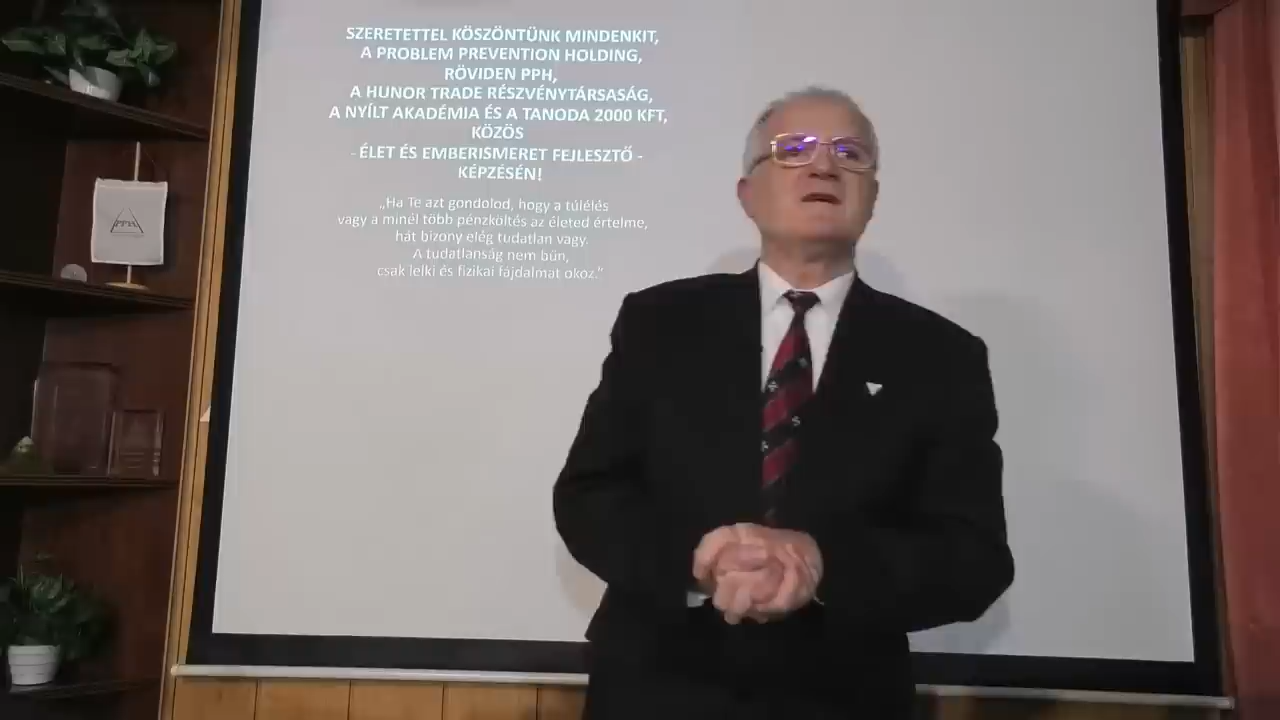 SZERETETTEL KÖSZÖNTÜNK MINDENKIT,
A PROBLEM PREVENTION HOLDING,
RÖVIDEN PPH,
A HUNOR TRADE RÉSZVÉNYTÁRSASÁG,
A NYÍLT AKADÉMIA ÉS A TANODA 2000 KFT,
KÖZÖS
- ÉLET ÉS EMBERISMERET FEJLESZTŐ -
KÉPZÉSÉN!
„Ha Te azt gondolod, hogy a túlélés
vagy a minél több pénzköltés az életed értelme,
hát bizony elég tudatlan vagy.
A tudatlanság nem bűn,
csak lelki és fizikai fájdalmat okoz.”